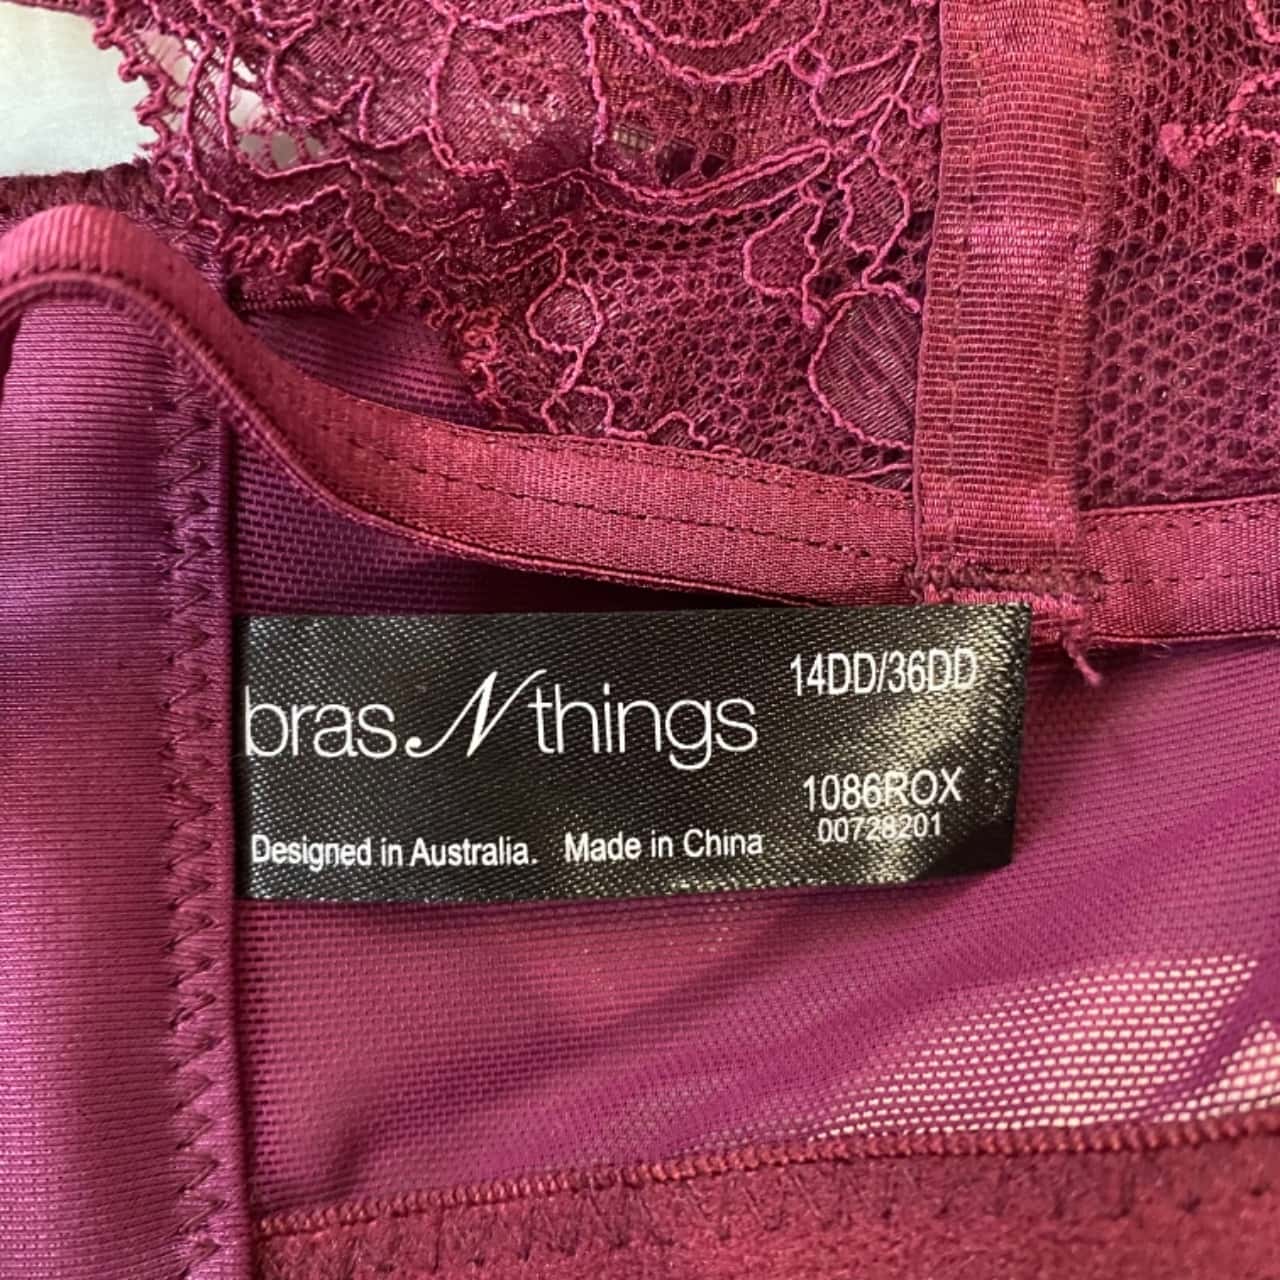 14DD/36DD
bras N things
1086ROX
00728201
Designed in Australia. Made in China